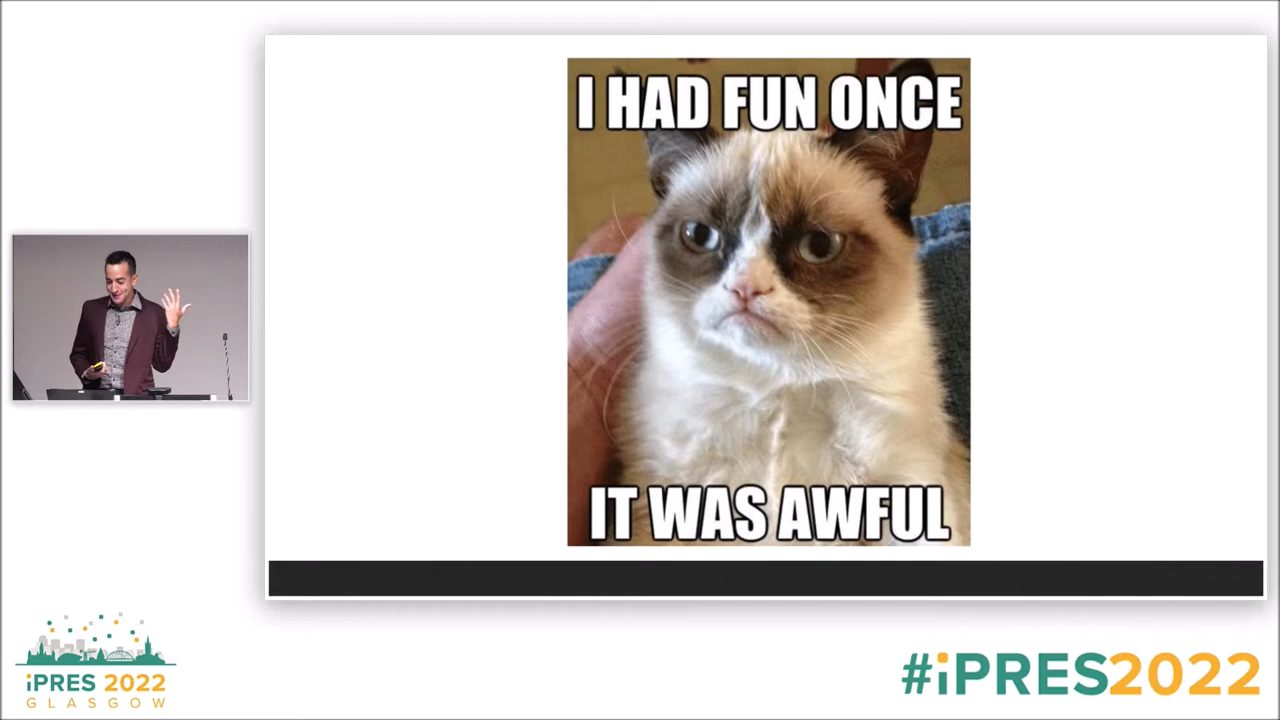 I HAD FUN ONCE
IT WAS AWFUL
iPRES 2022
GLASGOW
#iPRES2022